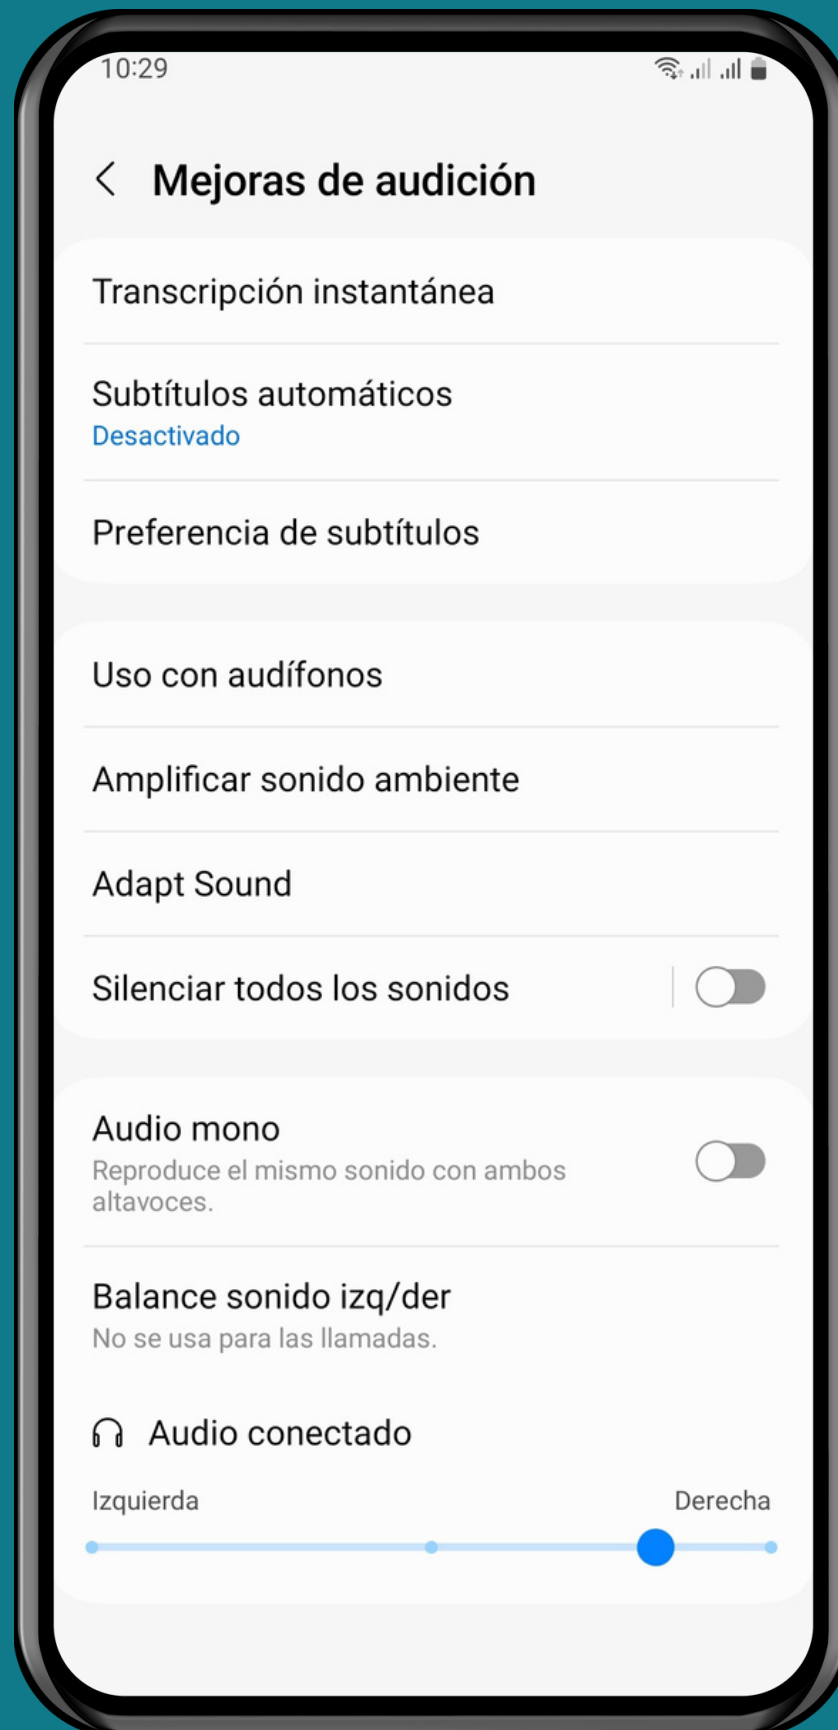 10:29
Mejoras de audición
Transcripción instantánea
Subtítulos automáticos
Desactivado
Preferencia de subtítulos
Uso con audífonos
Amplificar sonido ambiente
Adapt Sound
Silenciar todos los sonidos
Audio mono
Reproduce el mismo sonido con ambos
altavoces.
Balance sonido izq/der
No se usa para las llamadas.
Audio conectado
Izquierda Derecha